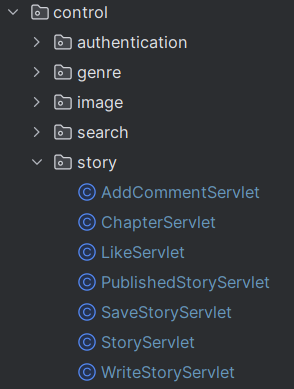 control
authentication
genre
image
search
story
AddCommentServlet
ChapterServlet
LikeServlet
PublishedStoryServlet
SaveStoryServlet
StoryServlet
WriteStoryServlet